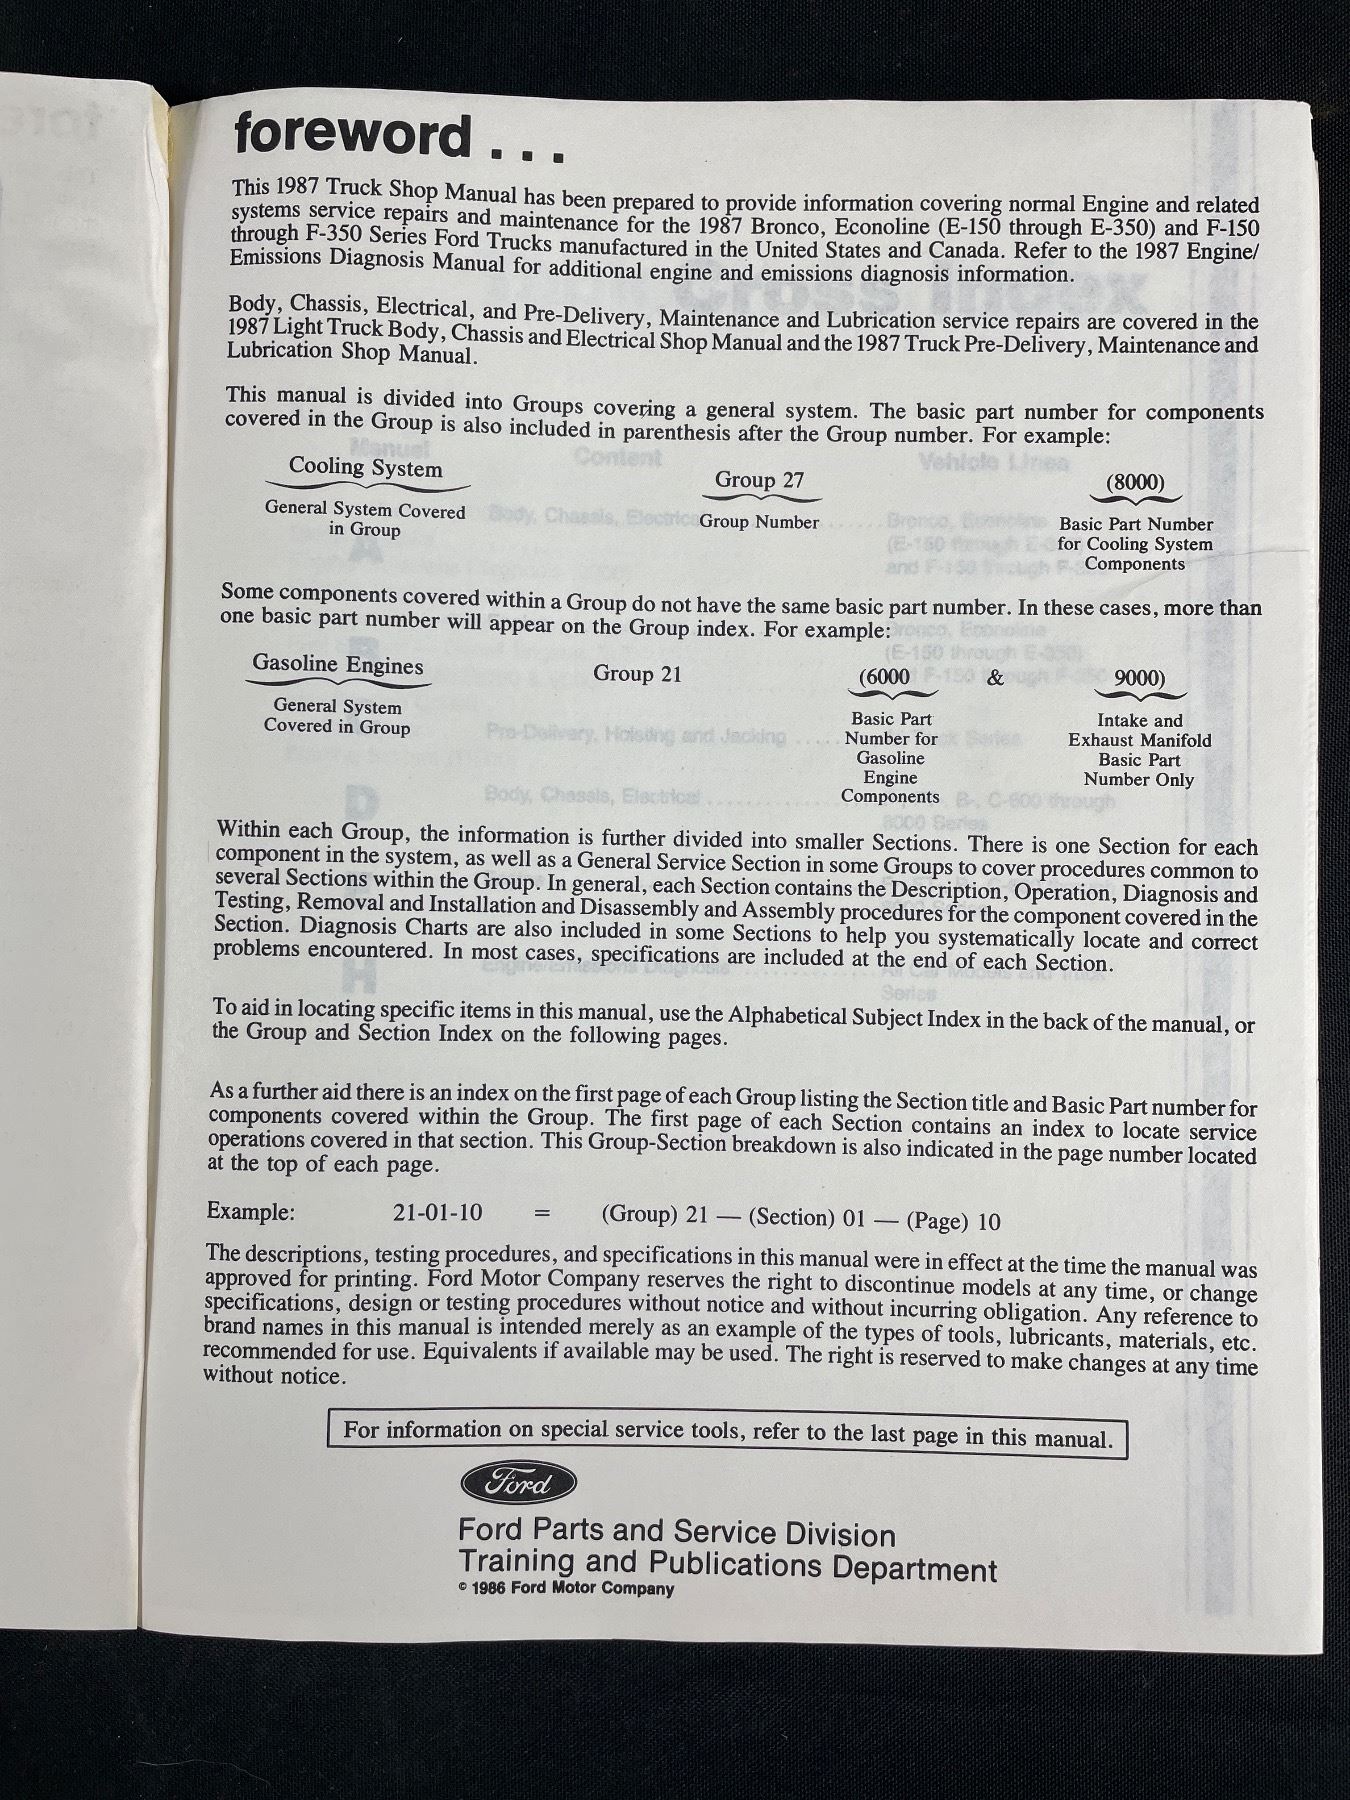 foreword . . .
This 1987 Truck Shop Manual has been prepared to provide information covering normal Engine and related
systems service repairs and maintenance for the 1987 Bronco, Econoline (E-150 through E-350) and F-150
through F-350 Series Ford Trucks manufactured in the United States and Canada. Refer to the 1987 Engine/
Emissions Diagnosis Manual for additional engine and emissions diagnosis information.
Body, Chassis, Electrical, and Pre-Delivery, Maintenance and Lubrication service repairs are covered in the
1987 Light Truck Body, Chassis and Electrical Shop Manual and the 1987 Truck Pre-Delivery, Maintenance and
Lubrication Shop Manual.
This manual is divided into Groups covering a general system. The basic part number for components
covered in the Group is also included in parenthesis after the Group number. For example:
Cooling System Group 27 (8000)
General System Covered Group Number Basic Part Number
in Group for Cooling System
Components
Some components covered within a Group do not have the same basic part number. In these cases, more than
one basic part number will appear on the Group index. For example:
Gasoline Engines Group 21 (6000 & 9000)
General System Basic Part Intake and
Covered in Group Number for Exhaust Manifold
Gasoline Basic Part
Engine Number Only
Components
Within each Group, the information is further divided into smaller Sections. There is one Section for each
component in the system, as well as a General Service Section in some Groups to cover procedures common to
several Sections within the Group. In general, each Section contains the Description, Operation, Diagnosis and
Testing, Removal and Installation and Disassembly and Assembly procedures for the component covered in the
Section. Diagnosis Charts are also included in some Sections to help you systematically locate and correct
problems encountered. In most cases, specifications are included at the end of each Section.
To aid in locating specific items in this manual, use the Alphabetical Subject Index in the back of the manual, or
the Group and Section Index on the following pages.
As a further aid there is an index on the first page of each Group listing the Section title and Basic Part number for
components covered within the Group. The first page of each Section contains an index to locate service
operations covered in that section. This Group-Section breakdown is also indicated in the page number located
at the top of each page.
Example: 21-01-10 = (Group) 21 — (Section) 01 — (Page) 10
The descriptions, testing procedures, and specifications in this manual were in effect at the time the manual was
approved for printing. Ford Motor Company reserves the right to discontinue models at any time, or change
specifications, design or testing procedures without notice and without incurring obligation. Any reference to
brand names in this manual is intended merely as an example of the types of tools, lubricants, materials, etc.
recommended for use. Equivalents if available may be used. The right is reserved to make changes at any time
without notice.
For information on special service tools, refer to the last page in this manual.
Ford
Ford Parts and Service Division
Training and Publications Department
© 1986 Ford Motor Company